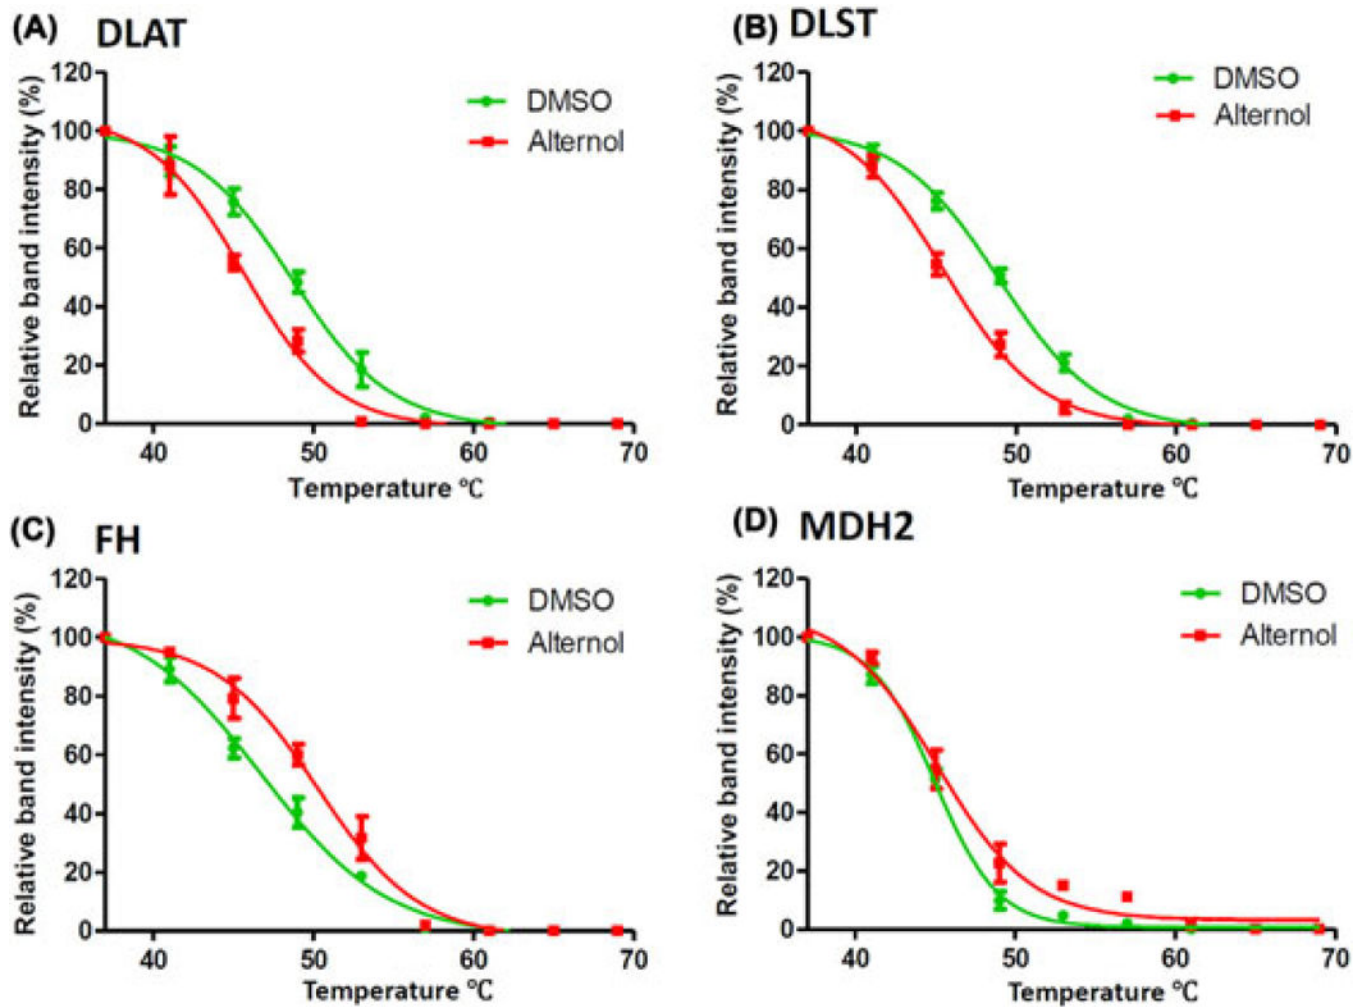 (A) DLAT
DMSO
Alternol
Relative band intensity (%)
120
100
80
60
40
20
0
40 50 60 70
Temperature °C
(B) DLST
DMSO
Alternol
Relative band intensity (%)
120
100
80
60
40
20
0
40 50 60 70
Temperature °C
(C) FH
DMSO
Alternol
Relative band intensity (%)
120
100
80
60
40
20
0
40 50 60 70
Temperature °C
(D) MDH2
DMSO
Alternol
Relative band intensity (%)
120
100
80
60
40
20
0
40 50 60 70
Temperature °C